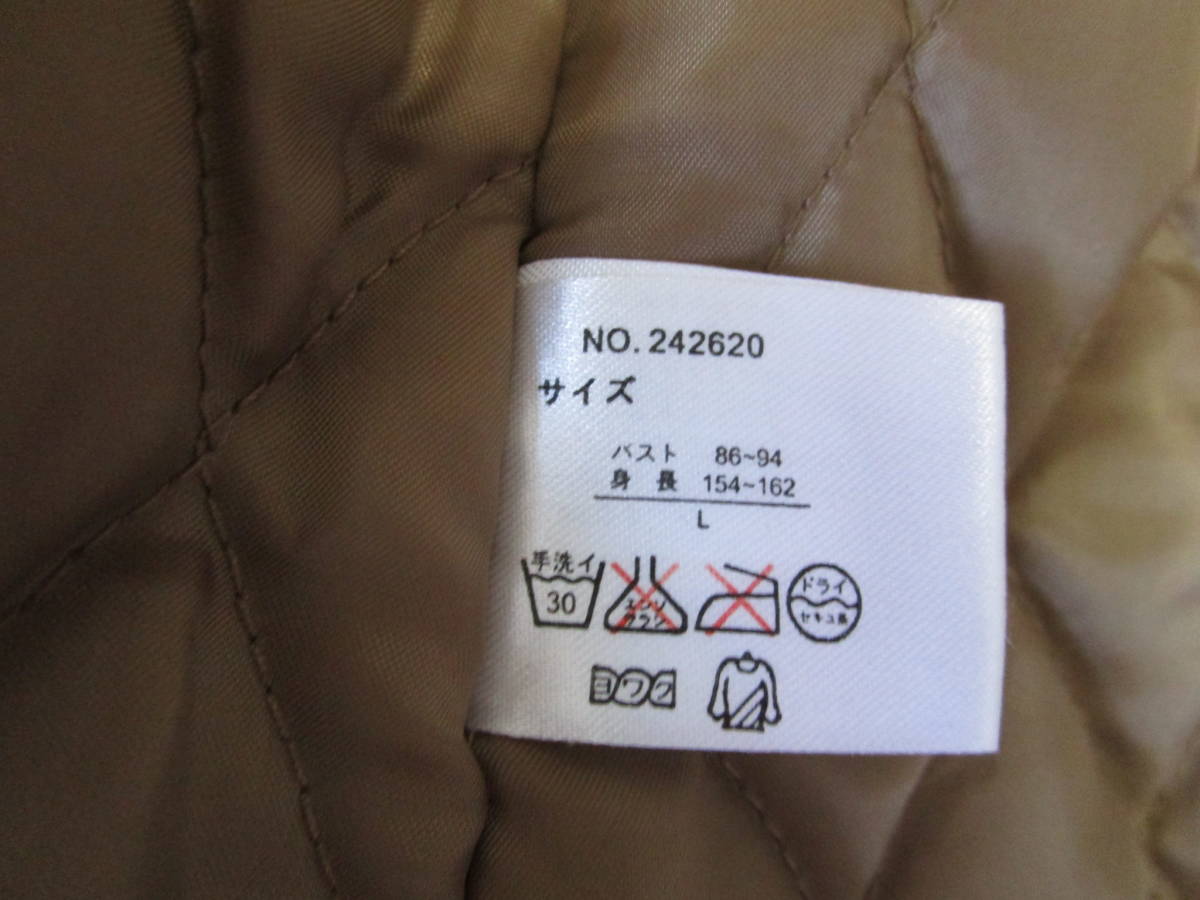 NO. 242620
サイズ
バスト 86~94
身長 154~162
L
手洗イ
30
エンソ
サラシ
ドライ
セキユ系
ヨワク